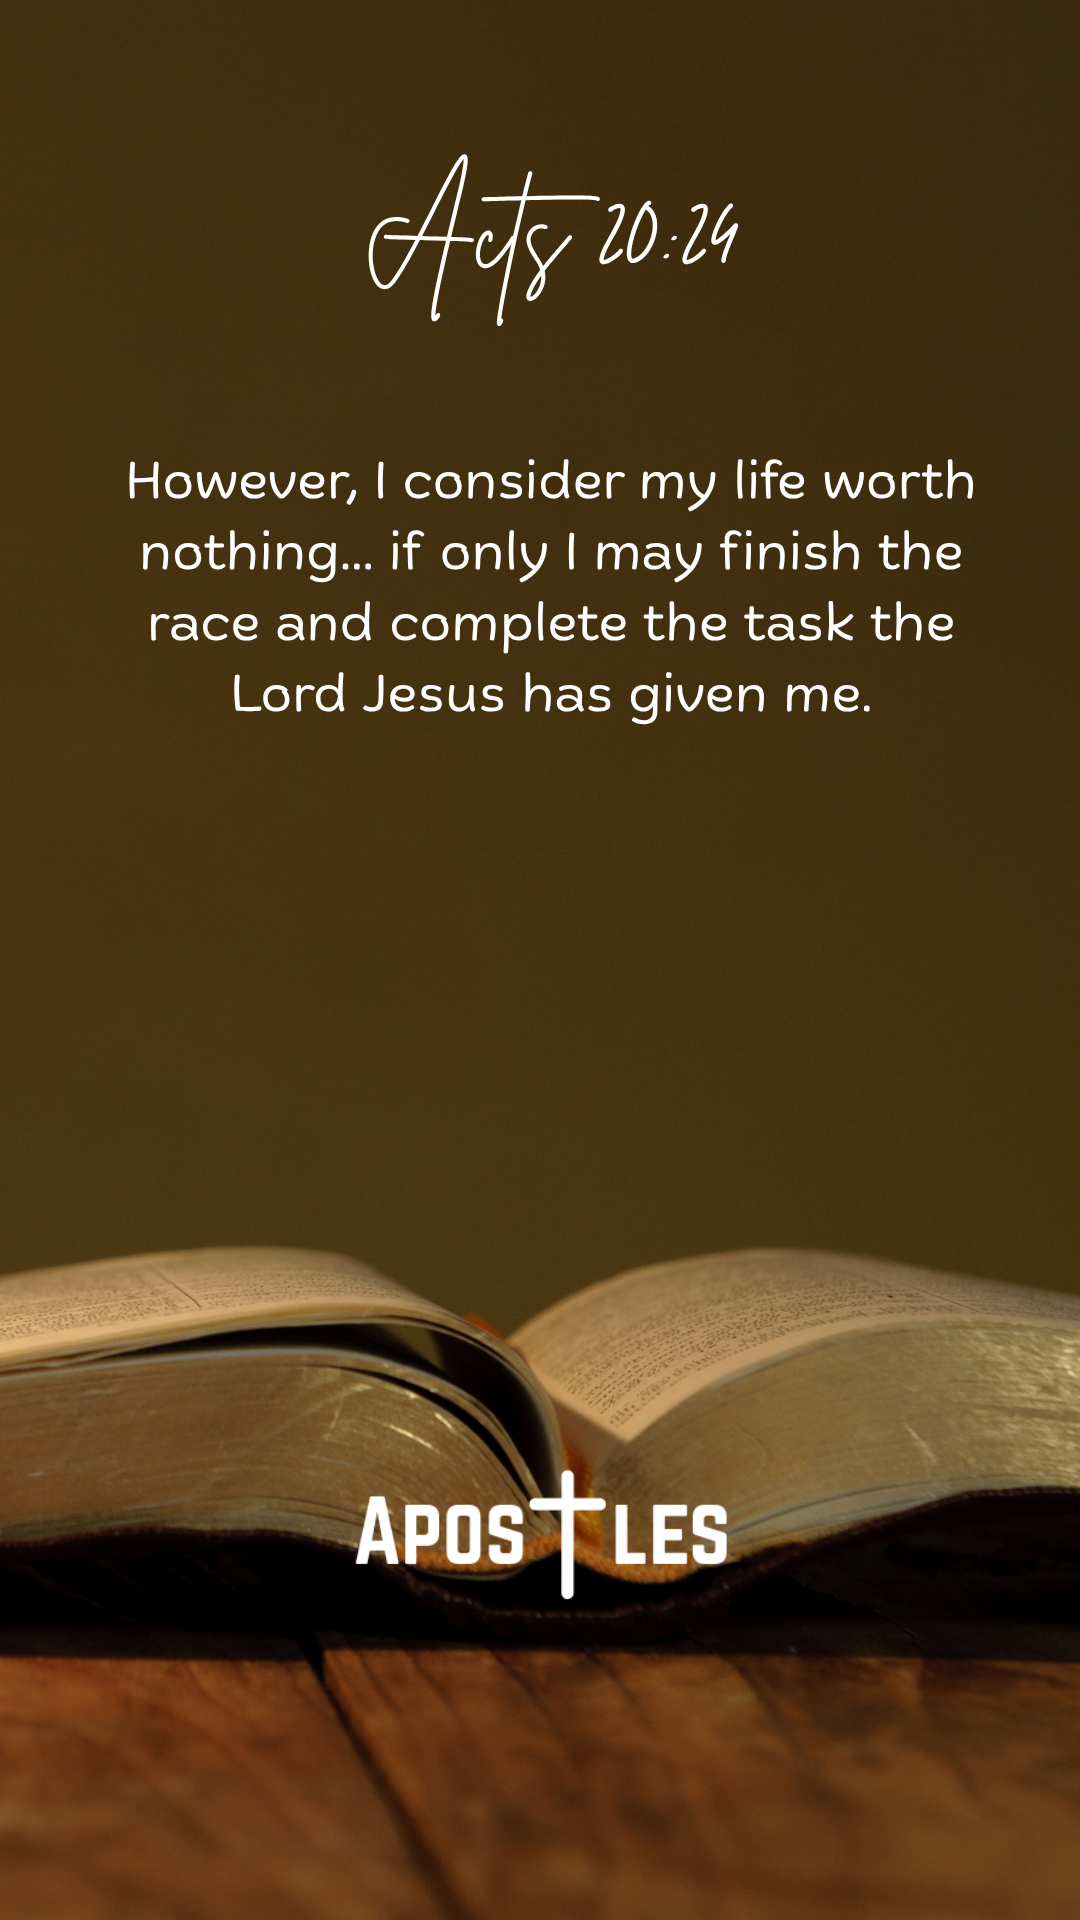 Acts 20:24
However, I consider my life worth
nothing... if only I may finish the
race and complete the task the
Lord Jesus has given me.
APOSTLES